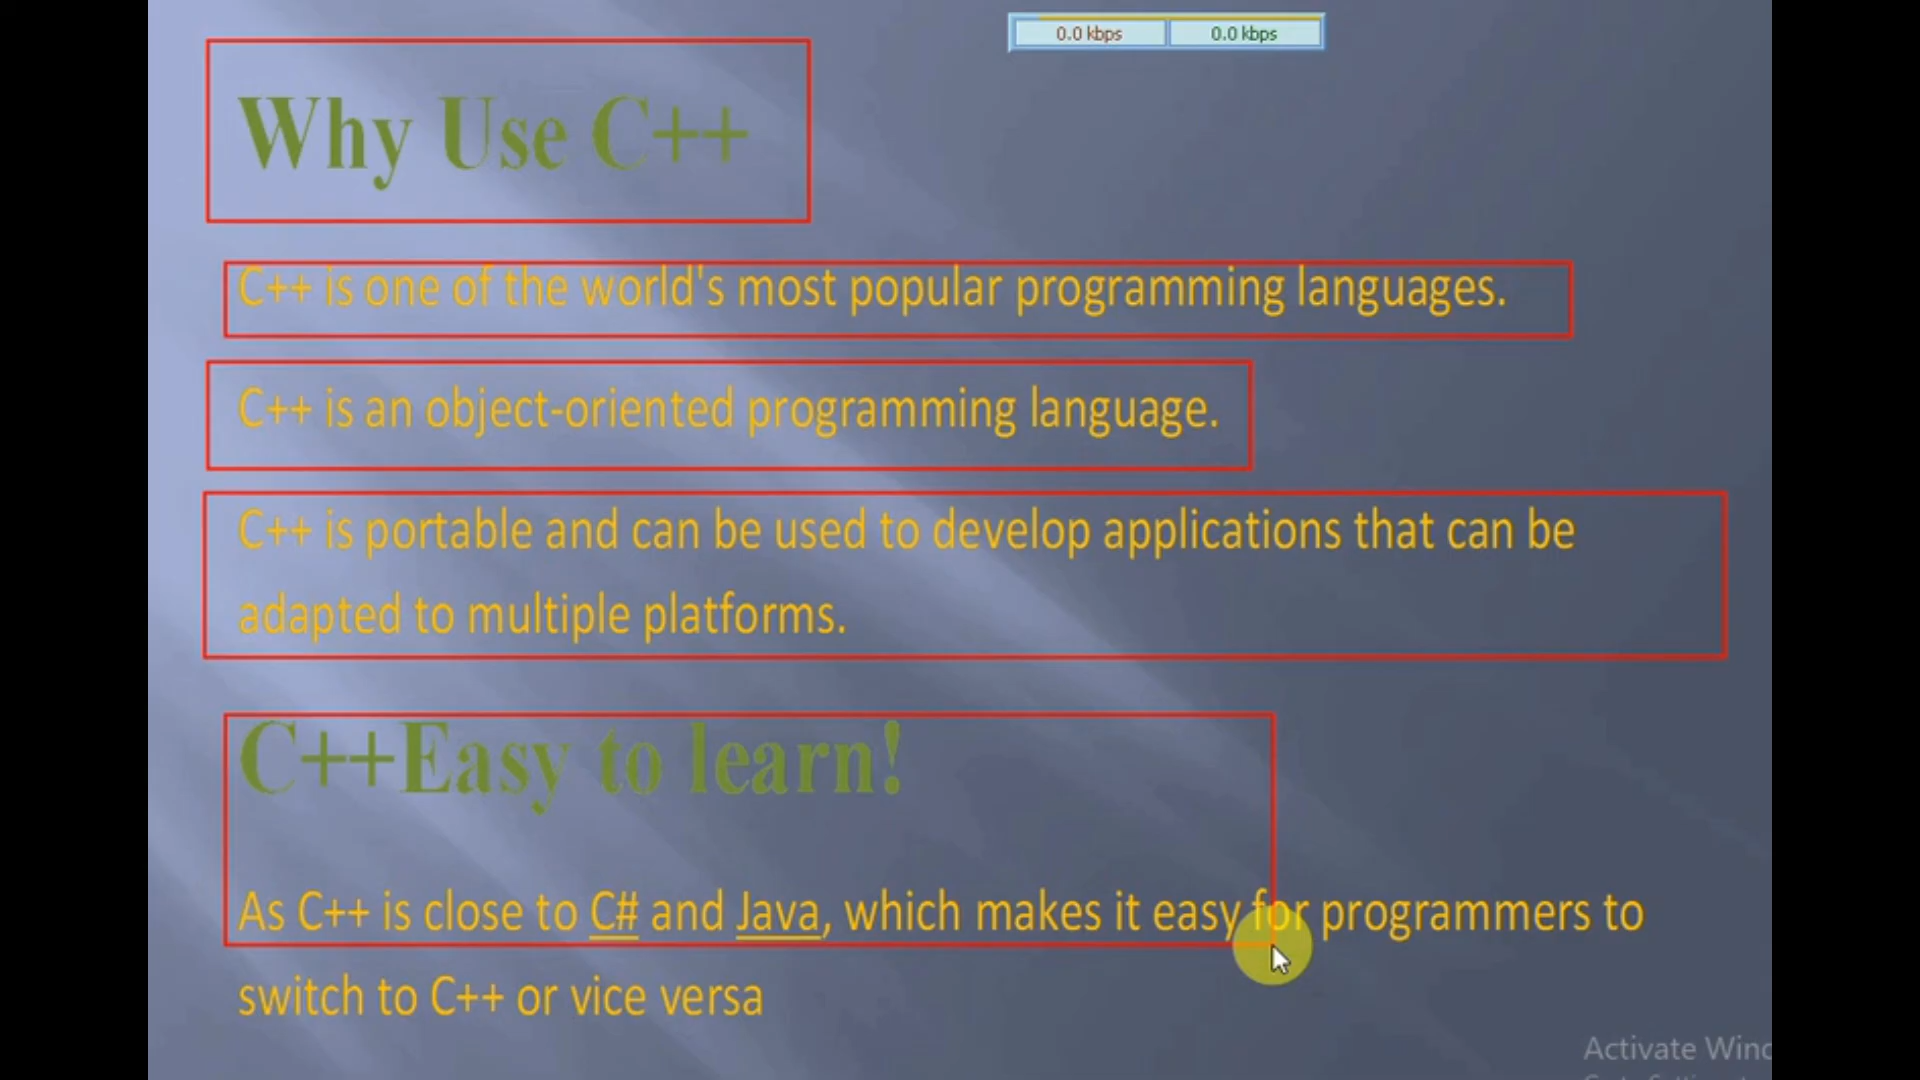 0.0 kbps 0.0 kbps
Why Use C++
C++ is one of the world's most popular programming languages.
C++ is an object-oriented programming language.
C++ is portable and can be used to develop applications that can be
adapted to multiple platforms.
C++Easy to learn!
As C++ is close to C# and Java, which makes it easy for programmers to
switch to C++ or vice versa
Activate Wind